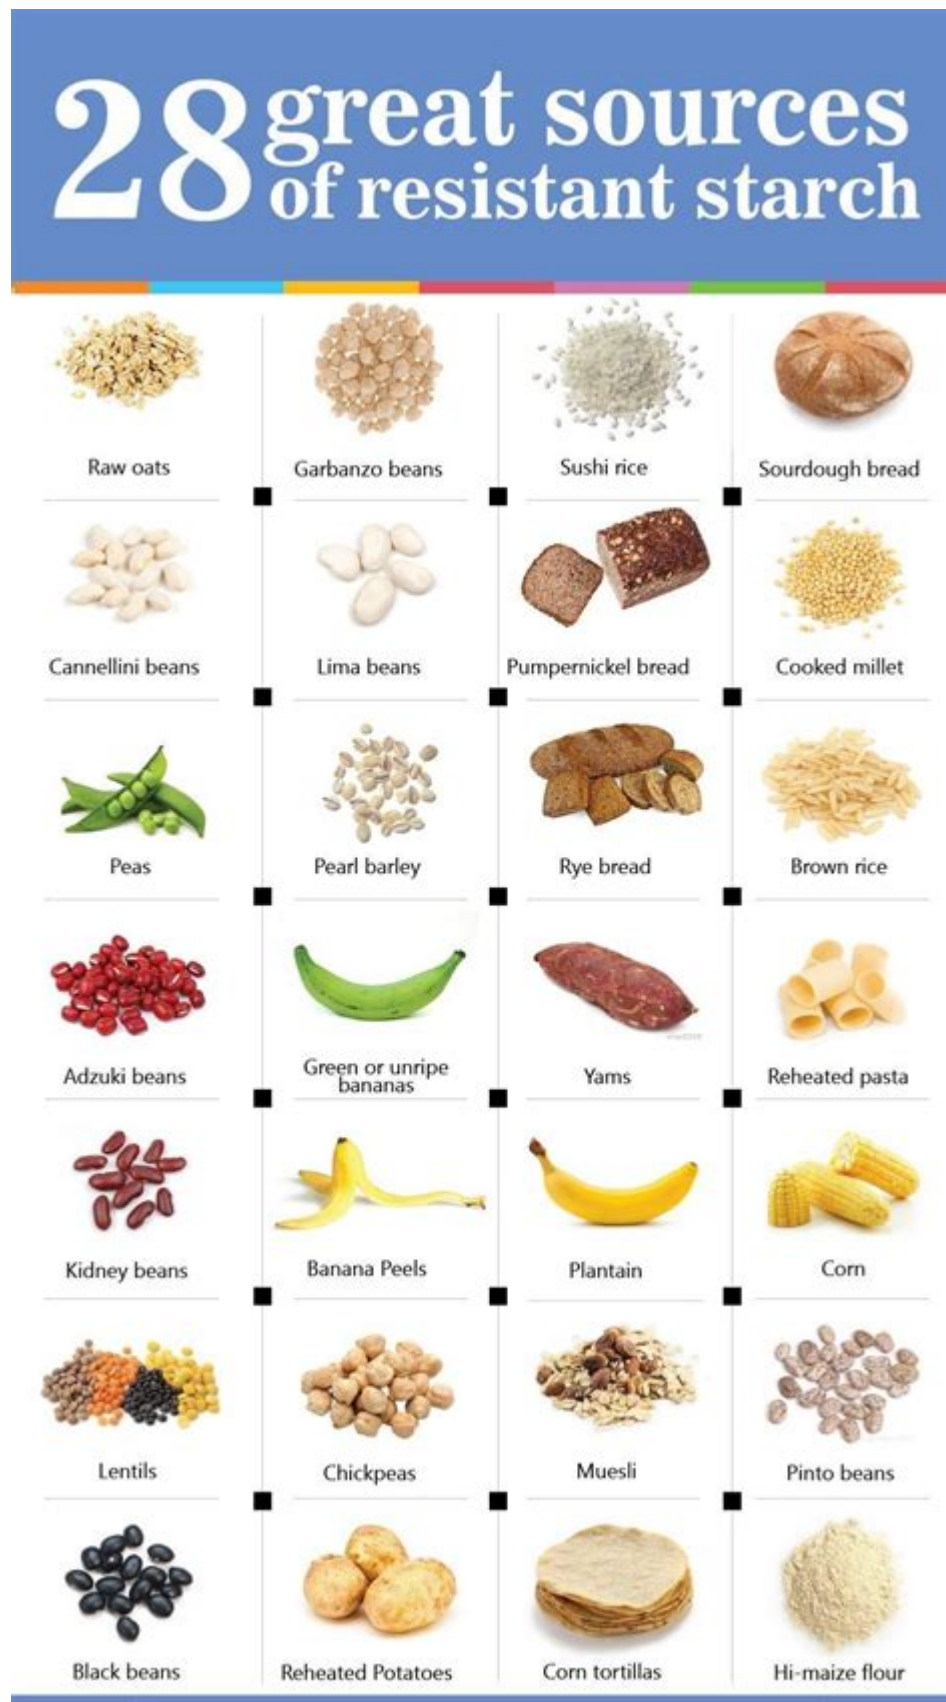 28 great sources
of resistant starch
Raw oats
Garbanzo beans
Sushi rice
Sourdough bread
Cannellini beans
Lima beans
Pumpernickel bread
Cooked millet
Peas
Pearl barley
Rye bread
Brown rice
Adzuki beans
Green or unripe
bananas
Yams
Reheated pasta
Kidney beans
Banana Peels
Plantain
Corn
Lentils
Chickpeas
Muesli
Pinto beans
Black beans
Reheated Potatoes
Corn tortillas
Hi-maize flour